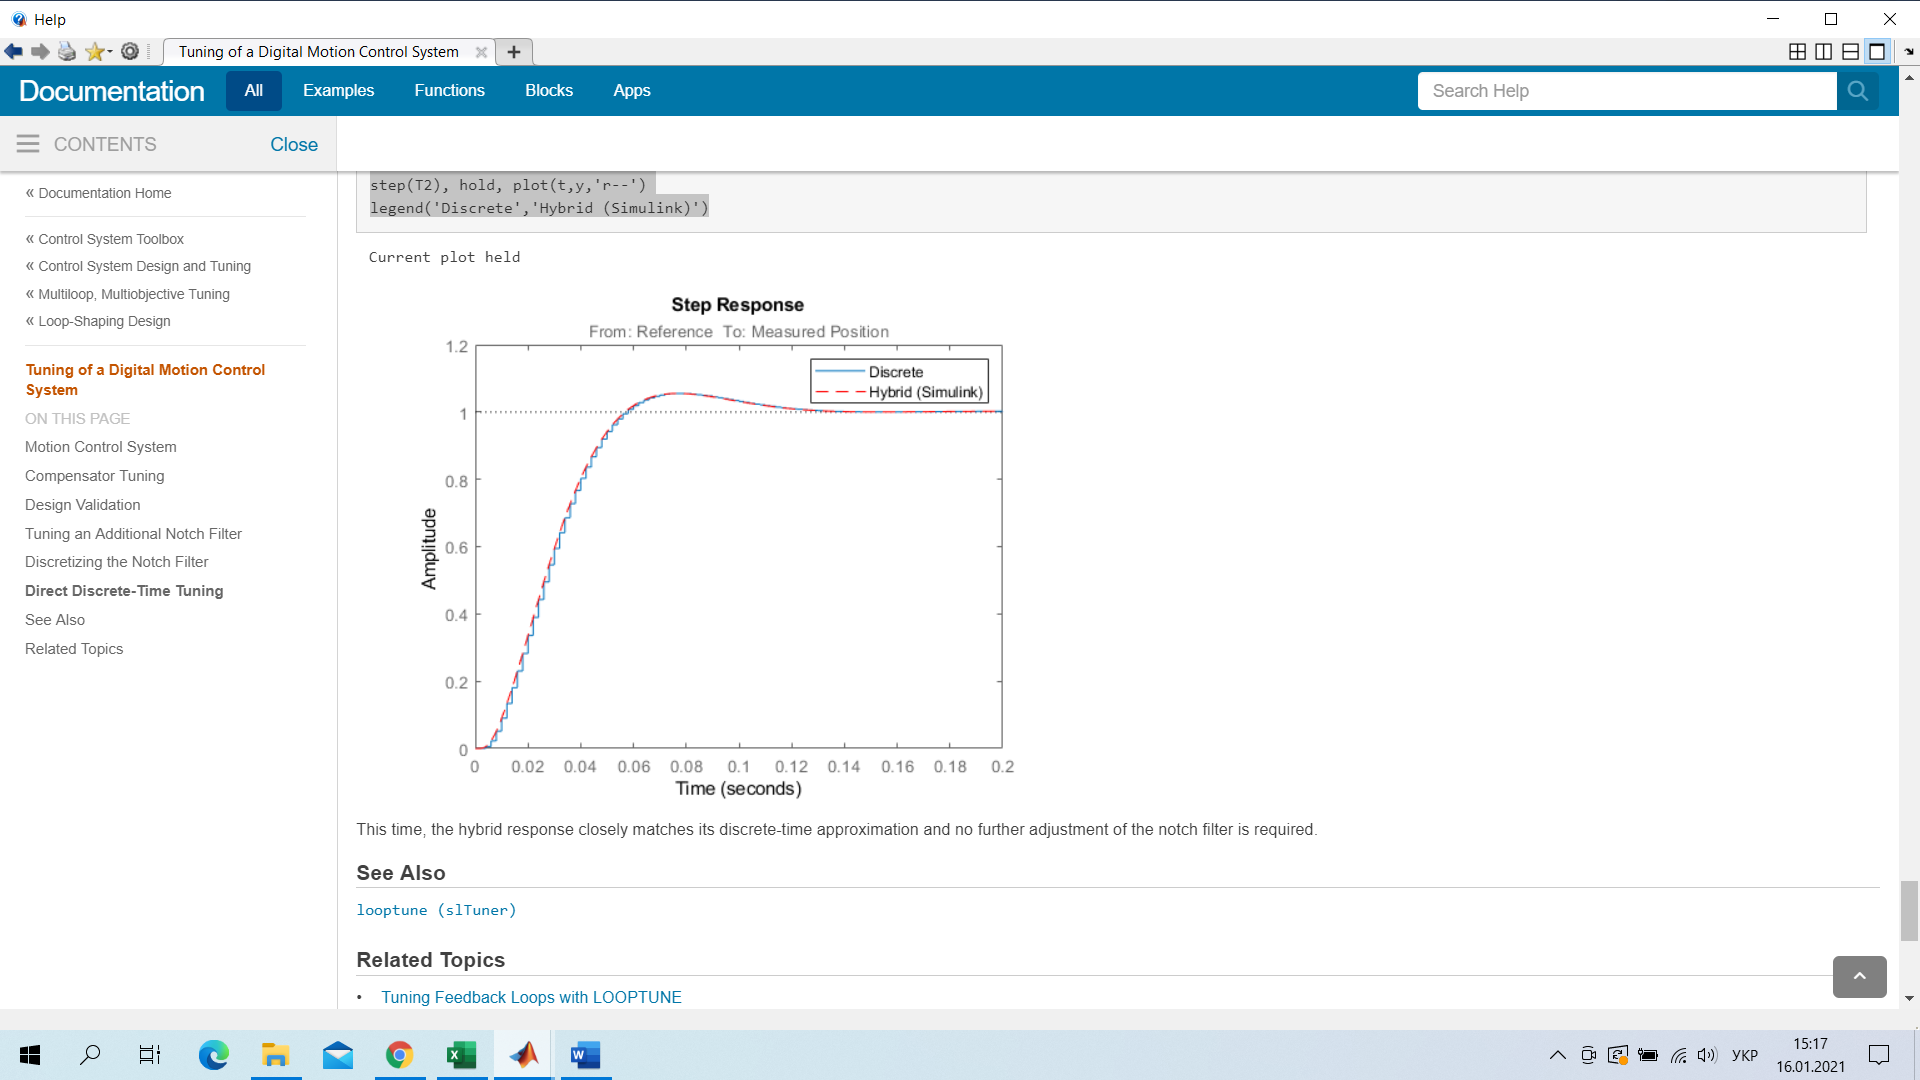 Help
Tuning of a Digital Motion Control System
Documentation
All
Examples
Functions
Blocks
Apps
Search Help
CONTENTS
Close
« Documentation Home
« Control System Toolbox
« Control System Design and Tuning
« Multiloop, Multiobjective Tuning
« Loop-Shaping Design
Tuning of a Digital Motion Control
System
ON THIS PAGE
Motion Control System
Compensator Tuning
Design Validation
Tuning an Additional Notch Filter
Discretizing the Notch Filter
Direct Discrete-Time Tuning
See Also
Related Topics
step(T2), hold, plot(t,y,'r--')
legend('Discrete','Hybrid (Simulink)')
Current plot held
Step Response
From: Reference To: Measured Position
Discrete
Hybrid (Simulink)
Amplitude
1.2
1
0.8
0.6
0.4
0.2
0
0 0.02 0.04 0.06 0.08 0.1 0.12 0.14 0.16 0.18 0.2
Time (seconds)
This time, the hybrid response closely matches its discrete-time approximation and no further adjustment of the notch filter is required.
See Also
looptune (slTuner)
Related Topics
• Tuning Feedback Loops with LOOPTUNE
УКР
15:17
16.01.2021